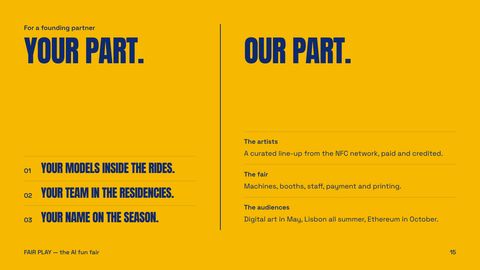 For a founding partner
YOUR PART.
01 YOUR MODELS INSIDE THE RIDES.
02 YOUR TEAM IN THE RESIDENCIES.
03 YOUR NAME ON THE SEASON.
OUR PART.
The artists
A curated line-up from the NFC network, paid and credited.
The fair
Machines, booths, staff, payment and printing.
The audiences
Digital art in May, Lisbon all summer, Ethereum in October.
FAIR PLAY — the AI fun fair
15